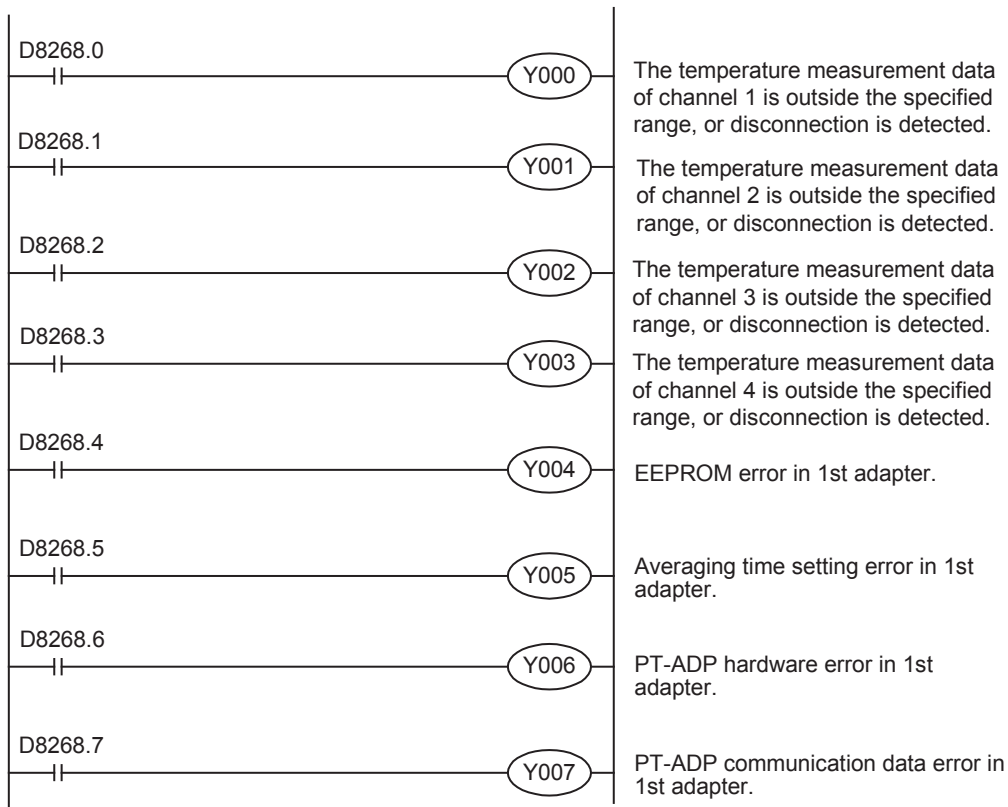 D8268.0
Y000
The temperature measurement data
of channel 1 is outside the specified
range, or disconnection is detected.
D8268.1
Y001
The temperature measurement data
of channel 2 is outside the specified
range, or disconnection is detected.
D8268.2
Y002
The temperature measurement data
of channel 3 is outside the specified
range, or disconnection is detected.
D8268.3
Y003
The temperature measurement data
of channel 4 is outside the specified
range, or disconnection is detected.
D8268.4
Y004
EEPROM error in 1st adapter.
D8268.5
Y005
Averaging time setting error in 1st
adapter.
D8268.6
Y006
PT-ADP hardware error in 1st
adapter.
D8268.7
Y007
PT-ADP communication data error in
1st adapter.